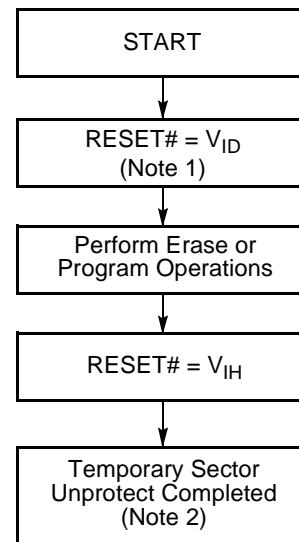 START
RESET# = VID
(Note 1)
Perform Erase or
Program Operations
RESET# = VIH
Temporary Sector
Unprotect Completed
(Note 2)